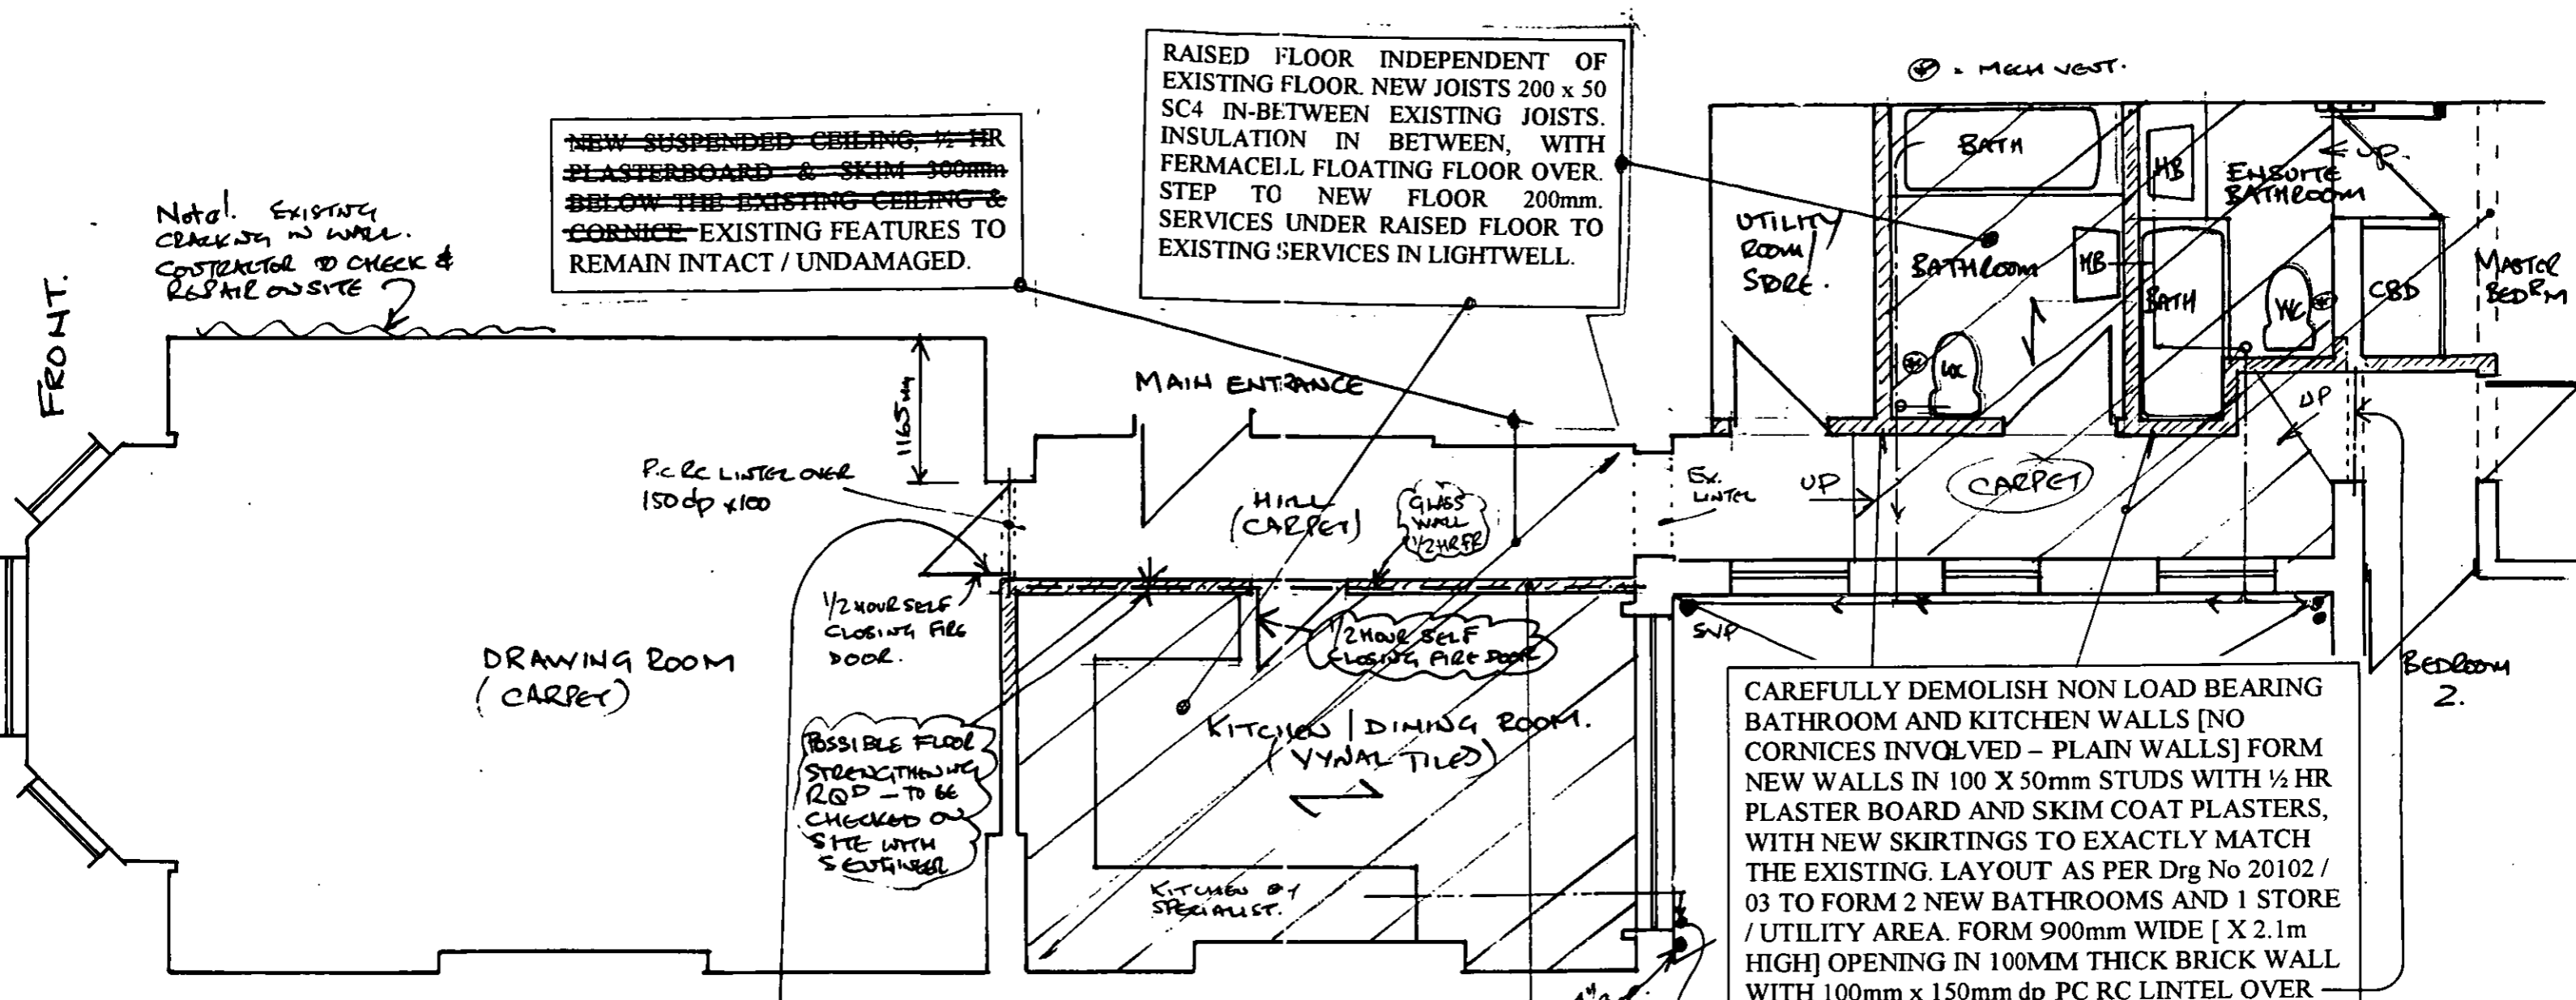 ⊛ = MECH VENT.
RAISED FLOOR INDEPENDENT OF
EXISTING FLOOR. NEW JOISTS 200 x 50
SC4 IN-BETWEEN EXISTING JOISTS.
INSULATION IN BETWEEN, WITH
FERMACELL FLOATING FLOOR OVER.
STEP TO NEW FLOOR 200mm.
SERVICES UNDER RAISED FLOOR TO
EXISTING SERVICES IN LIGHTWELL.
NEW SUSPENDED CEILING, ½ HR
PLASTERBOARD & SKIM 300mm
BELOW THE EXISTING CEILING &
CORNICE EXISTING FEATURES TO
REMAIN INTACT / UNDAMAGED.
Note!. EXISTING
CRACKING IN WALL.
CONTRACTOR TO CHECK &
REPAIR ON SITE
FRONT.
1165mm
MAIN ENTRANCE
UTILITY
ROOM/
STORE.
BATH
BATHROOM
HB
WC
HB
BATH
ENSUITE
BATHROOM
UP
WC
CBD
MASTER
BEDRM
P.C RC LINTEL OVER
150dp x100
HALL
(CARPET)
GLASS
WALL
1/2HR FR
EX.
LINTEL
UP
CARPET
UP
1/2 HOUR SELF
CLOSING FIRE
DOOR.
1/2 HOUR SELF
CLOSING FIRE DOOR
SVP
DRAWING ROOM
(CARPET)
POSSIBLE FLOOR
STRENGTHENING
RQD - TO BE
CHECKED ON
SITE WITH
S ENGINEER
KITCHEN / DINING ROOM.
(VYNAL TILED)
KITCHEN BY
SPECIALIST.
BEDROOM
2.
CAREFULLY DEMOLISH NON LOAD BEARING
BATHROOM AND KITCHEN WALLS [NO
CORNICES INVOLVED – PLAIN WALLS] FORM
NEW WALLS IN 100 X 50mm STUDS WITH ½ HR
PLASTER BOARD AND SKIM COAT PLASTERS,
WITH NEW SKIRTINGS TO EXACTLY MATCH
THE EXISTING. LAYOUT AS PER Drg No 20102 /
03 TO FORM 2 NEW BATHROOMS AND 1 STORE
/ UTILITY AREA. FORM 900mm WIDE [ X 2.1m
HIGH] OPENING IN 100MM THICK BRICK WALL
WITH 100mm x 150mm dp PC RC LINTEL OVER